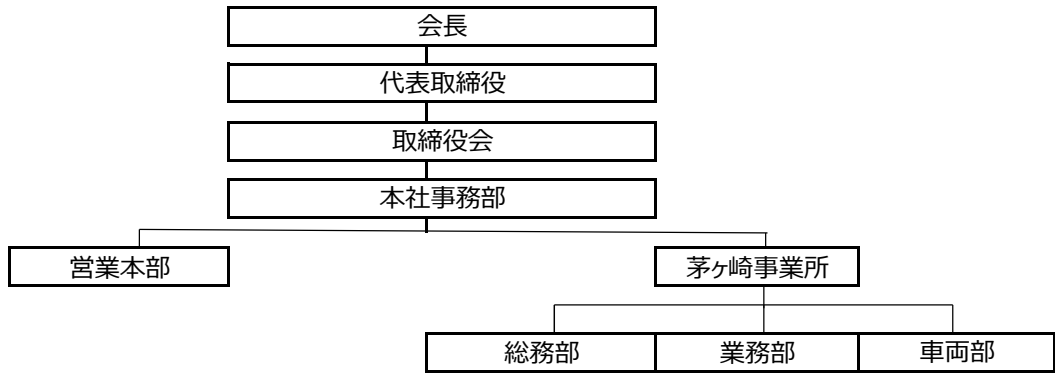 会長
代表取締役
取締役会
本社事務部
営業本部
茅ヶ崎事業所
総務部
業務部
車両部